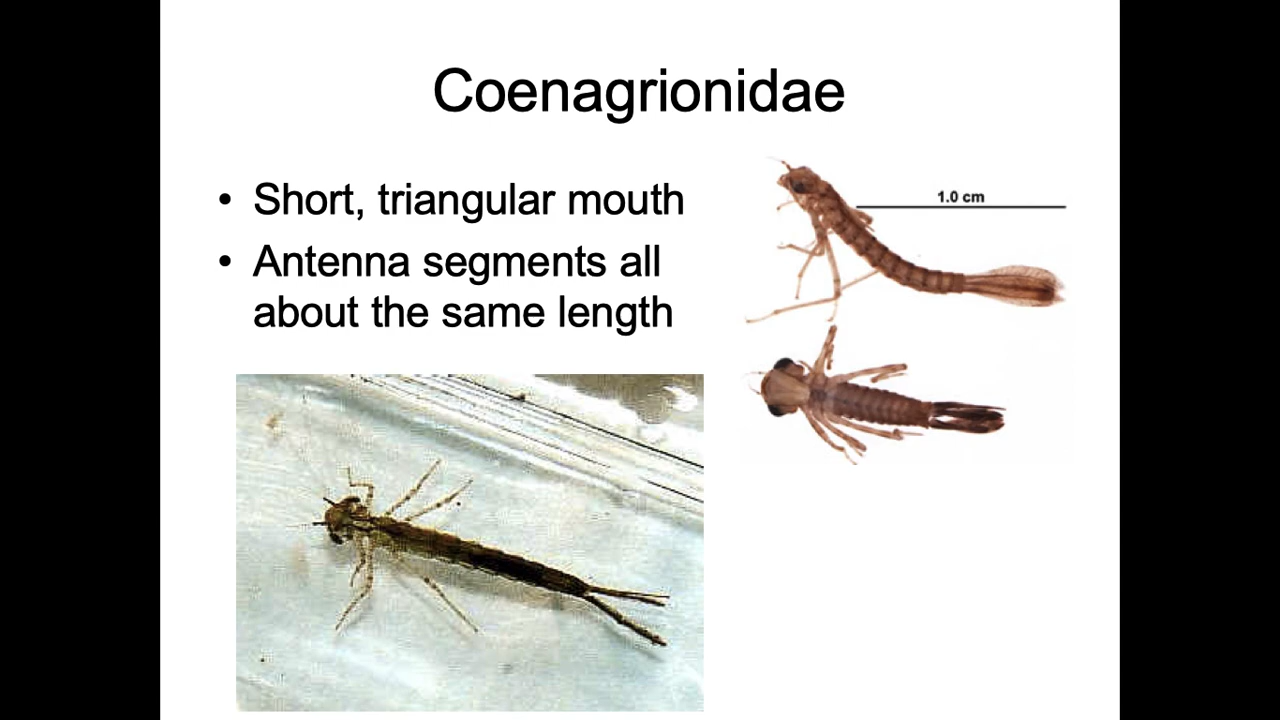 Coenagrionidae
• Short, triangular mouth
• Antenna segments all
about the same length
1.0 cm